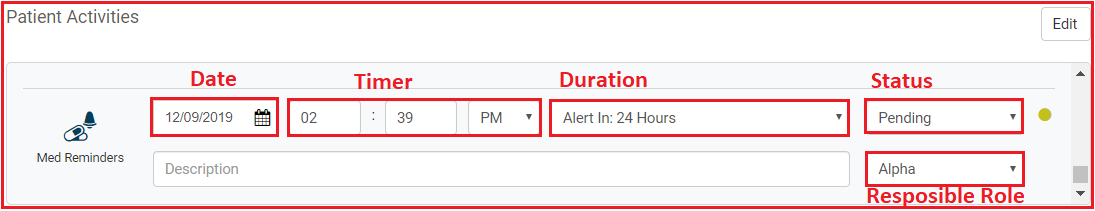 Patient Activities
Edit
Date Timer Duration Status
12/09/2019 02 : 39 PM Alert In: 24 Hours Pending
Med Reminders
Description Alpha
Resposible Role